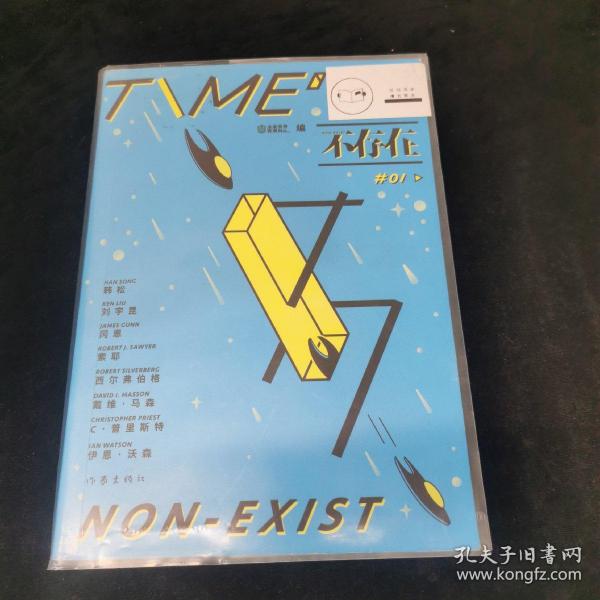 TIME'
编
不存在
#01
HAN SONG
韩松
KEN LIU
刘宇昆
JAMES GUNN
冈恩
ROBERT J. SAWYER
索耶
ROBERT SILVERBERG
西尔弗伯格
DAVID I. MASSON
戴维·马森
CHRISTOPHER PRIEST
C·普里斯特
IAN WATSON
伊恩·沃森
作家出版社
NON-EXIST
孔夫子旧书网
www.kongfz.com